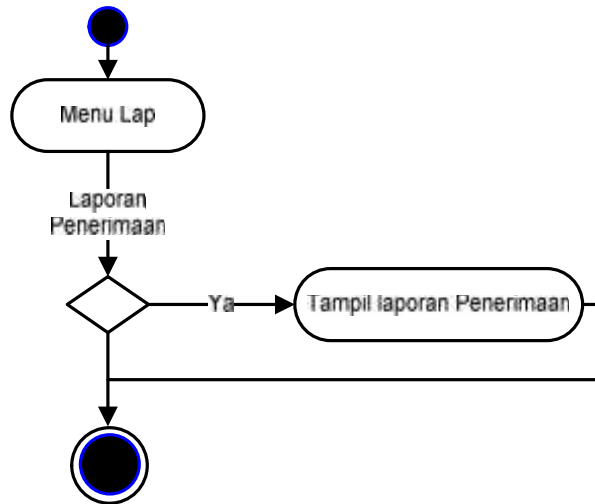 Menu Lap
Laporan
Penerimaan
Ya
Tampil laporan Penerimaan